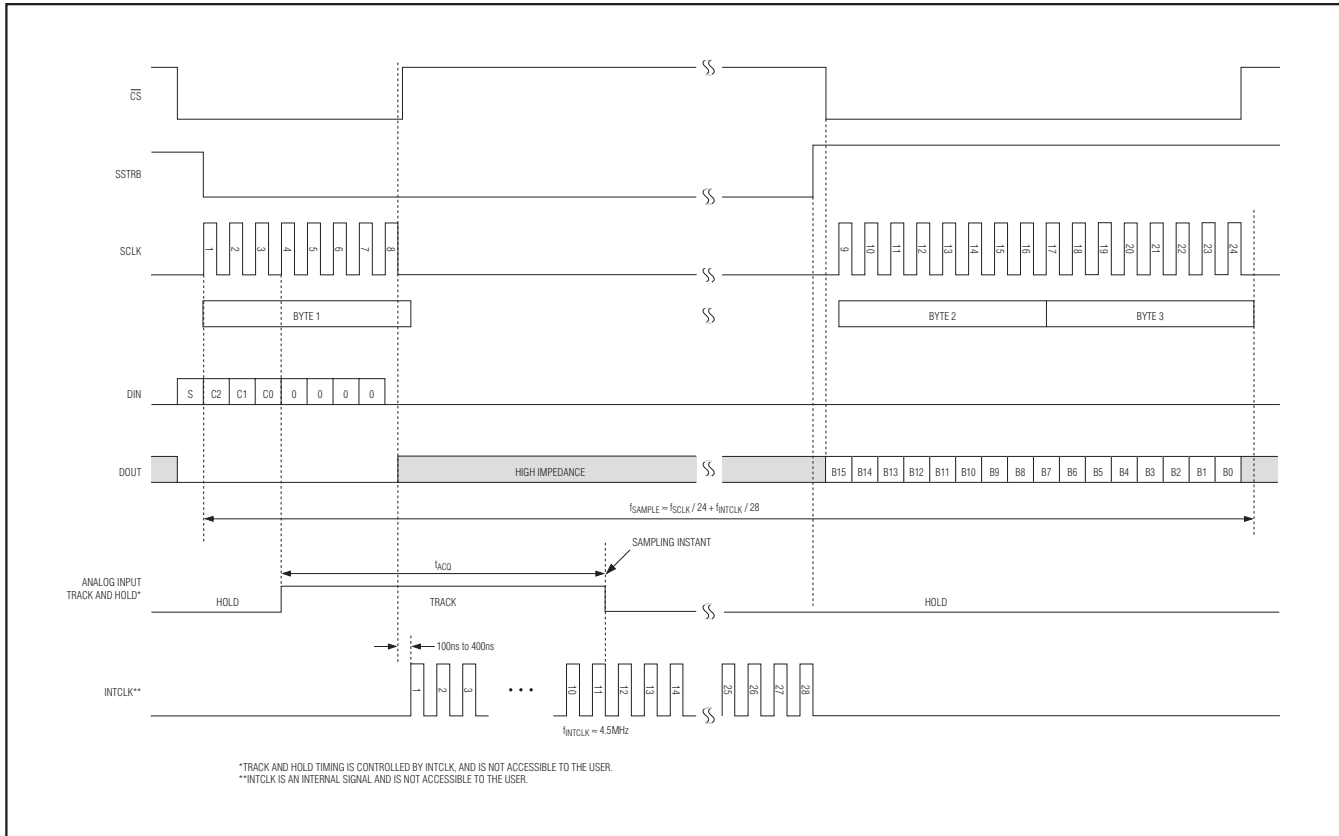 CS
SSTRB
SCLK
1 2 3 4 5 6 7 8 9 10 11 12 13 14 15 16 17 18 19 20 21 22 23 24
BYTE 1 BYTE 2 BYTE 3
DIN
S C2 C1 C0 0 0 0 0
DOUT
HIGH IMPEDANCE
B15 B14 B13 B12 B11 B10 B9 B8 B7 B6 B5 B4 B3 B2 B1 B0
fSAMPLE ≈ fSCLK / 24 + fINTCLK / 28
SAMPLING INSTANT
tACQ
ANALOG INPUT
TRACK AND HOLD*
HOLD TRACK HOLD
100ns to 400ns
INTCLK**
1 2 3 • • • 10 11 12 13 14 25 26 27 28
fINTCLK ≈ 4.5MHz
*TRACK AND HOLD TIMING IS CONTROLLED BY INTCLK, AND IS NOT ACCESSIBLE TO THE USER.
**INTCLK IS AN INTERNAL SIGNAL AND IS NOT ACCESSIBLE TO THE USER.